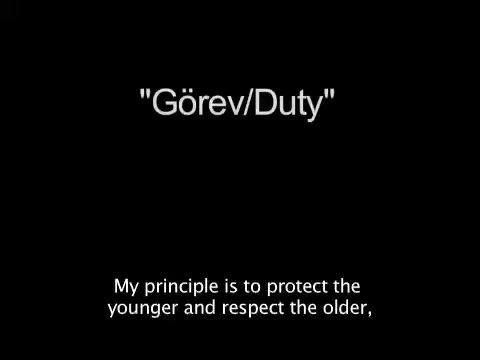 "Görev/Duty"
My principle is to protect the
younger and respect the older,